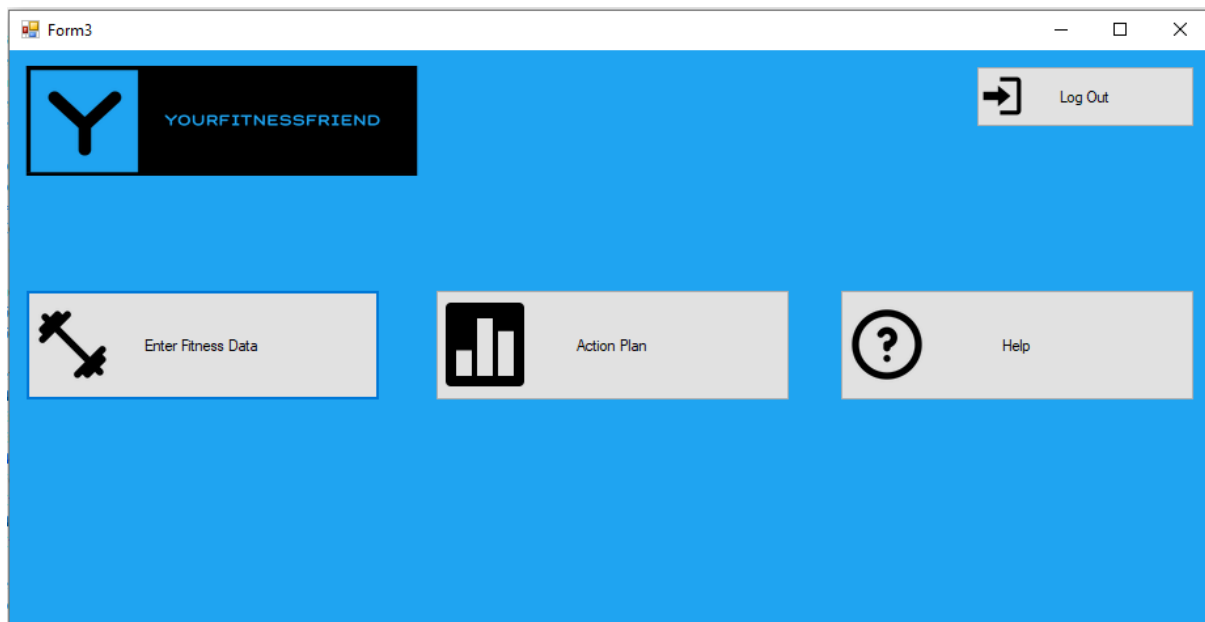 Form3
YOURFITNESSFRIEND
Log Out
Enter Fitness Data
Action Plan
Help